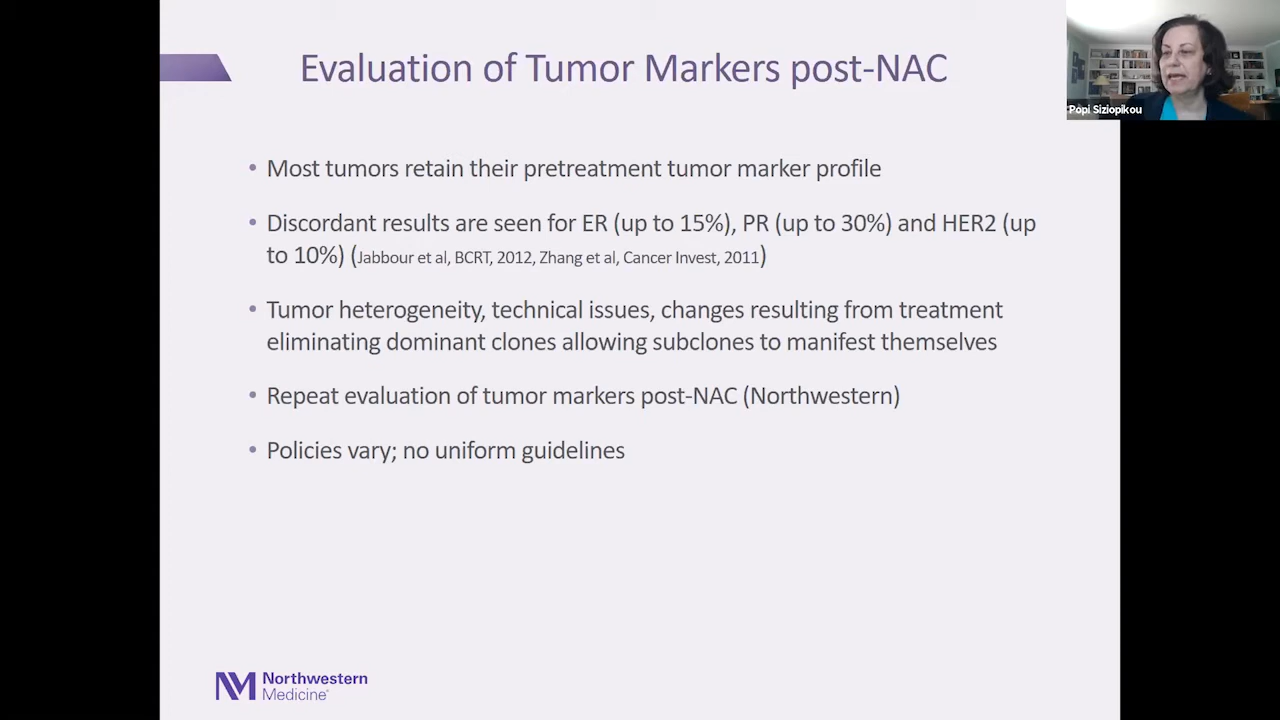 Evaluation of Tumor Markers post-NAC
Popi Siziopikou
• Most tumors retain their pretreatment tumor marker profile
• Discordant results are seen for ER (up to 15%), PR (up to 30%) and HER2 (up
to 10%) (Jabbour et al, BCRT, 2012, Zhang et al, Cancer Invest, 2011)
• Tumor heterogeneity, technical issues, changes resulting from treatment
eliminating dominant clones allowing subclones to manifest themselves
• Repeat evaluation of tumor markers post-NAC (Northwestern)
• Policies vary; no uniform guidelines
NM Northwestern
Medicine®